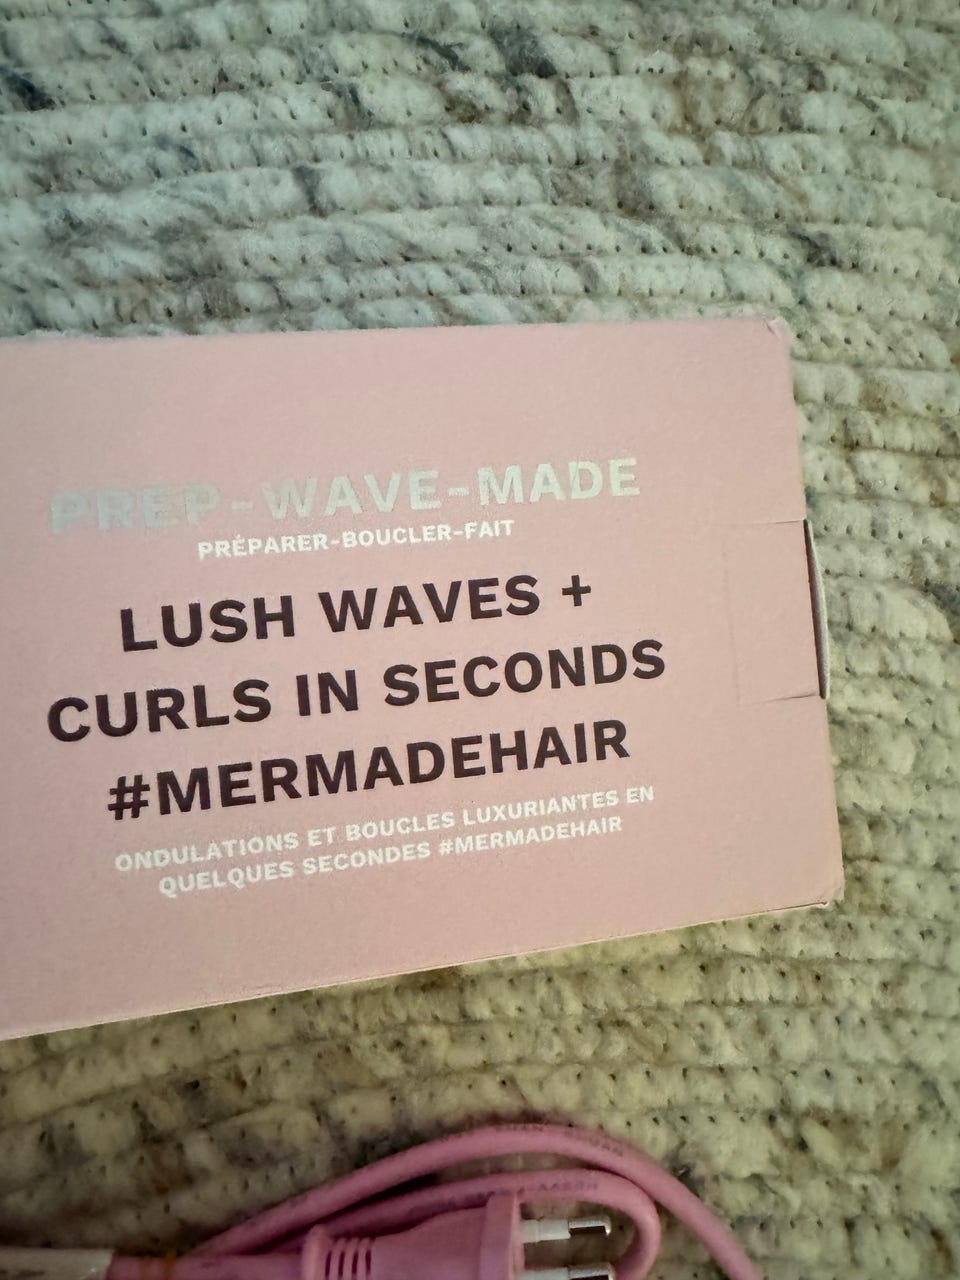 PREP-WAVE-MADE
PRÉPARER-BOUCLER-FAIT
LUSH WAVES +
CURLS IN SECONDS
#MERMADEHAIR
ONDULATIONS ET BOUCLES LUXURIANTES EN
QUELQUES SECONDES #MERMADEHAIR